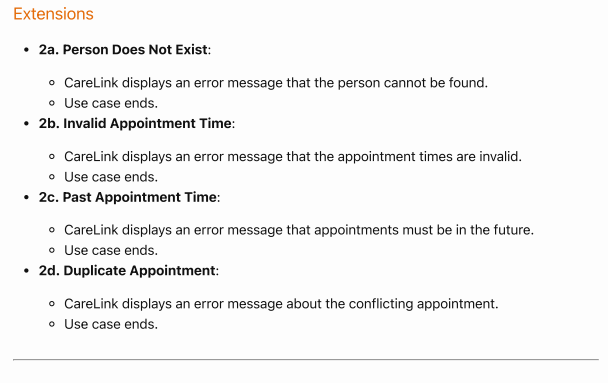 Extensions
2a. Person Does Not Exist:
CareLink displays an error message that the person cannot be found.
Use case ends.
2b. Invalid Appointment Time:
CareLink displays an error message that the appointment times are invalid.
Use case ends.
2c. Past Appointment Time:
CareLink displays an error message that appointments must be in the future.
Use case ends.
2d. Duplicate Appointment:
CareLink displays an error message about the conflicting appointment.
Use case ends.